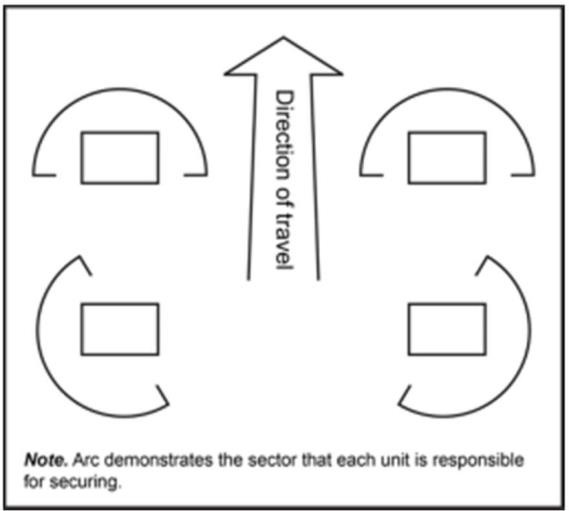 Direction of travel
Note. Arc demonstrates the sector that each unit is responsible
for securing.